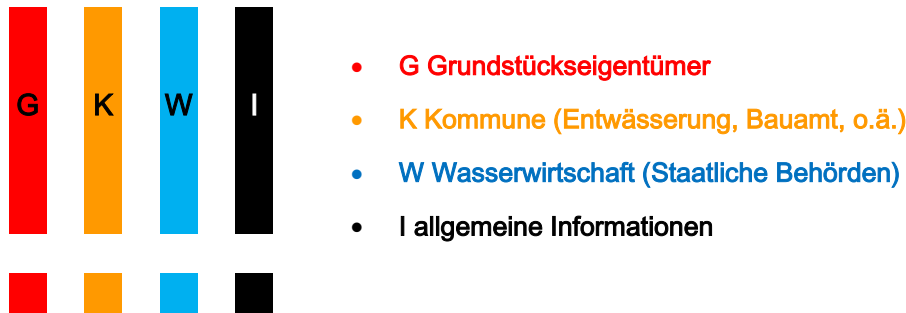 G K W I
• G Grundstückseigentümer
• K Kommune (Entwässerung, Bauamt, o.ä.)
• W Wasserwirtschaft (Staatliche Behörden)
• I allgemeine Informationen